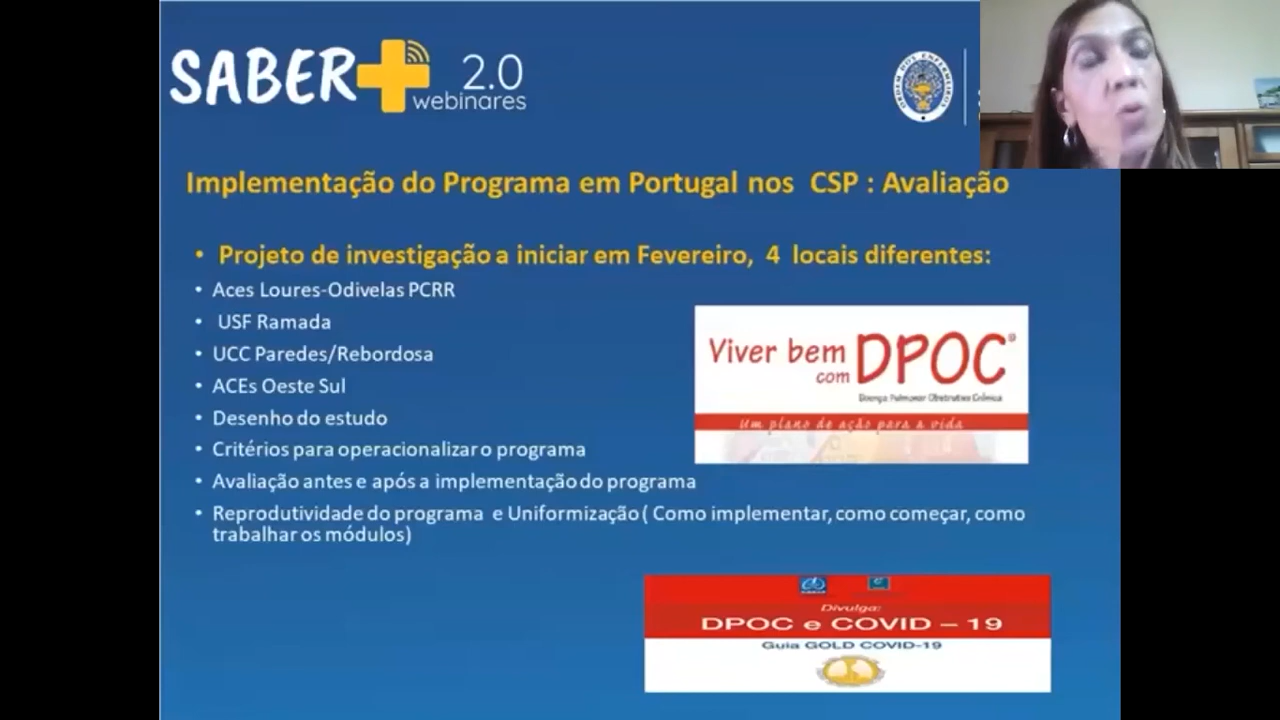 SABER+ 2.0
webinares
ORDEM DOS ENFERMEIROS
Implementação do Programa em Portugal nos CSP : Avaliação
• Projeto de investigação a iniciar em Fevereiro, 4 locais diferentes:
• Aces Loures-Odivelas PCRR
• USF Ramada
• UCC Paredes/Rebordosa
• ACEs Oeste Sul
• Desenho do estudo
• Critérios para operacionalizar o programa
• Avaliação antes e após a implementação do programa
• Reprodutividade do programa e Uniformização ( Como implementar, como começar, como
trabalhar os módulos)
Viver bem
com DPOC®
Doença Pulmonar Obstrutiva Crônica
Um plano de ação para a vida
Divulga:
DPOC e COVID – 19
Guia GOLD COVID-19